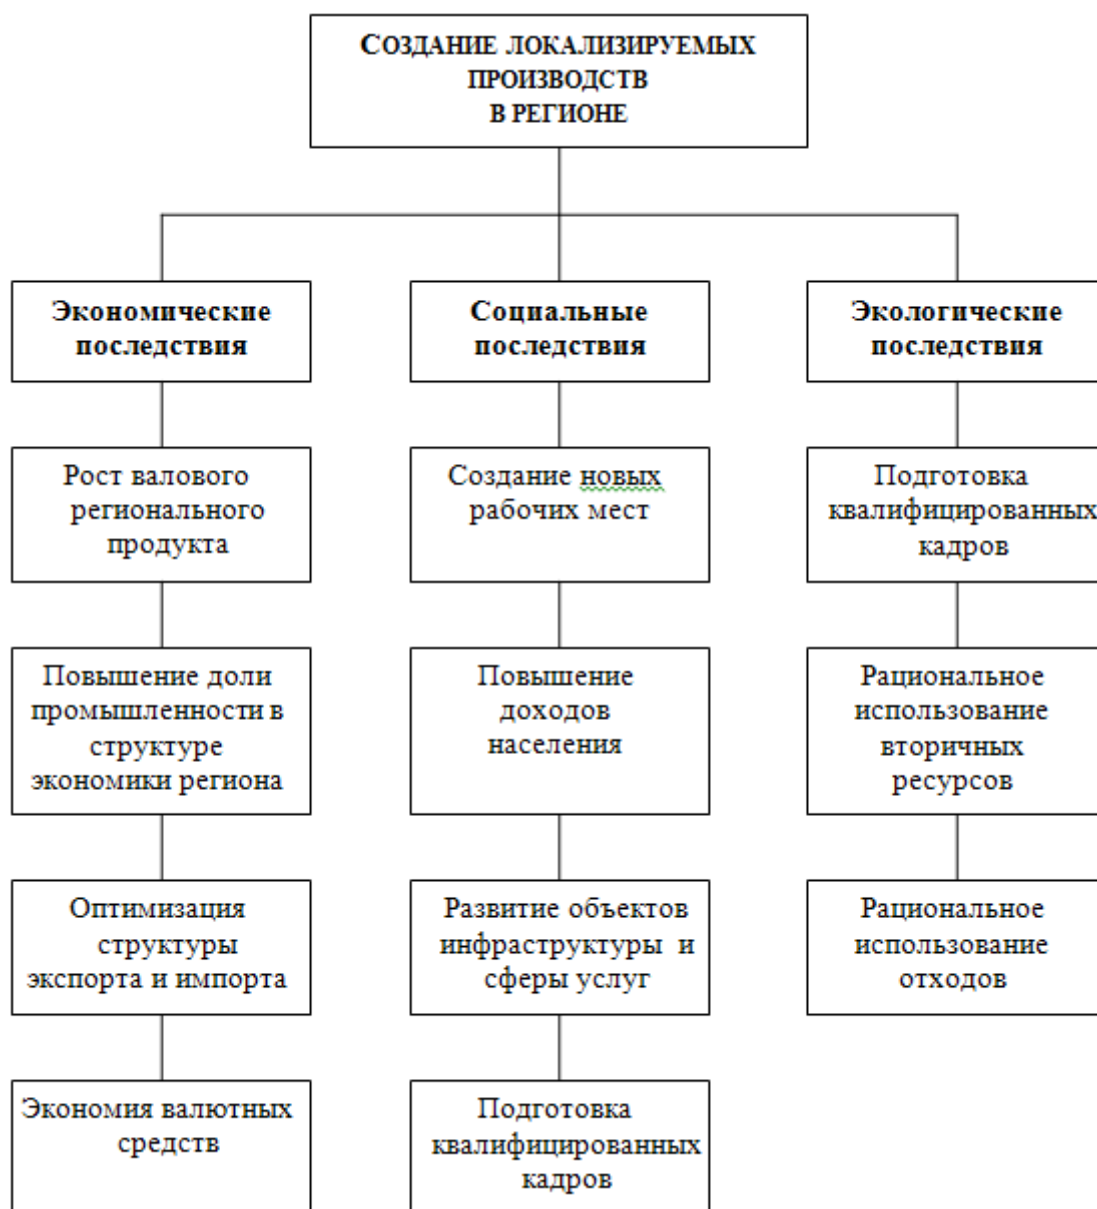 СОЗДАНИЕ ЛОКАЛИЗИРУЕМЫХ
ПРОИЗВОДСТВ
В РЕГИОНЕ
Экономические
последствия
Социальные
последствия
Экологические
последствия
Рост валового
регионального
продукта
Создание новых
рабочих мест
Подготовка
квалифицированных
кадров
Повышение доли
промышленности в
структуре
экономики региона
Повышение
доходов
населения
Рациональное
использование
вторичных
ресурсов
Оптимизация
структуры
экспорта и импорта
Развитие объектов
инфраструктуры и
сферы услуг
Рациональное
использование
отходов
Экономия валютных
средств
Подготовка
квалифицированных
кадров